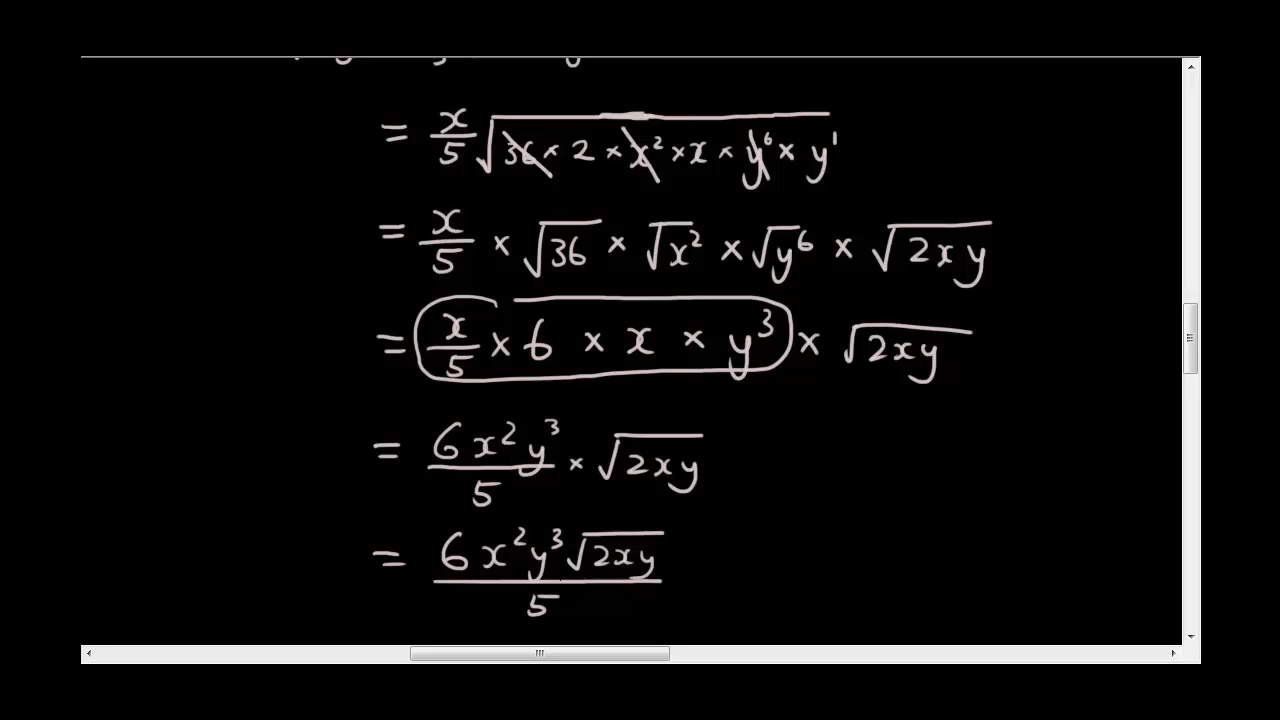 = x/5 √(36 × 2 × x² × x × y⁶ × y¹)
= x/5 × √36 × √x² × √y⁶ × √(2xy)
= x/5 × 6 × x × y³ × √(2xy)
= 6x²y³/5 × √(2xy)
= 6x²y³√(2xy)/5